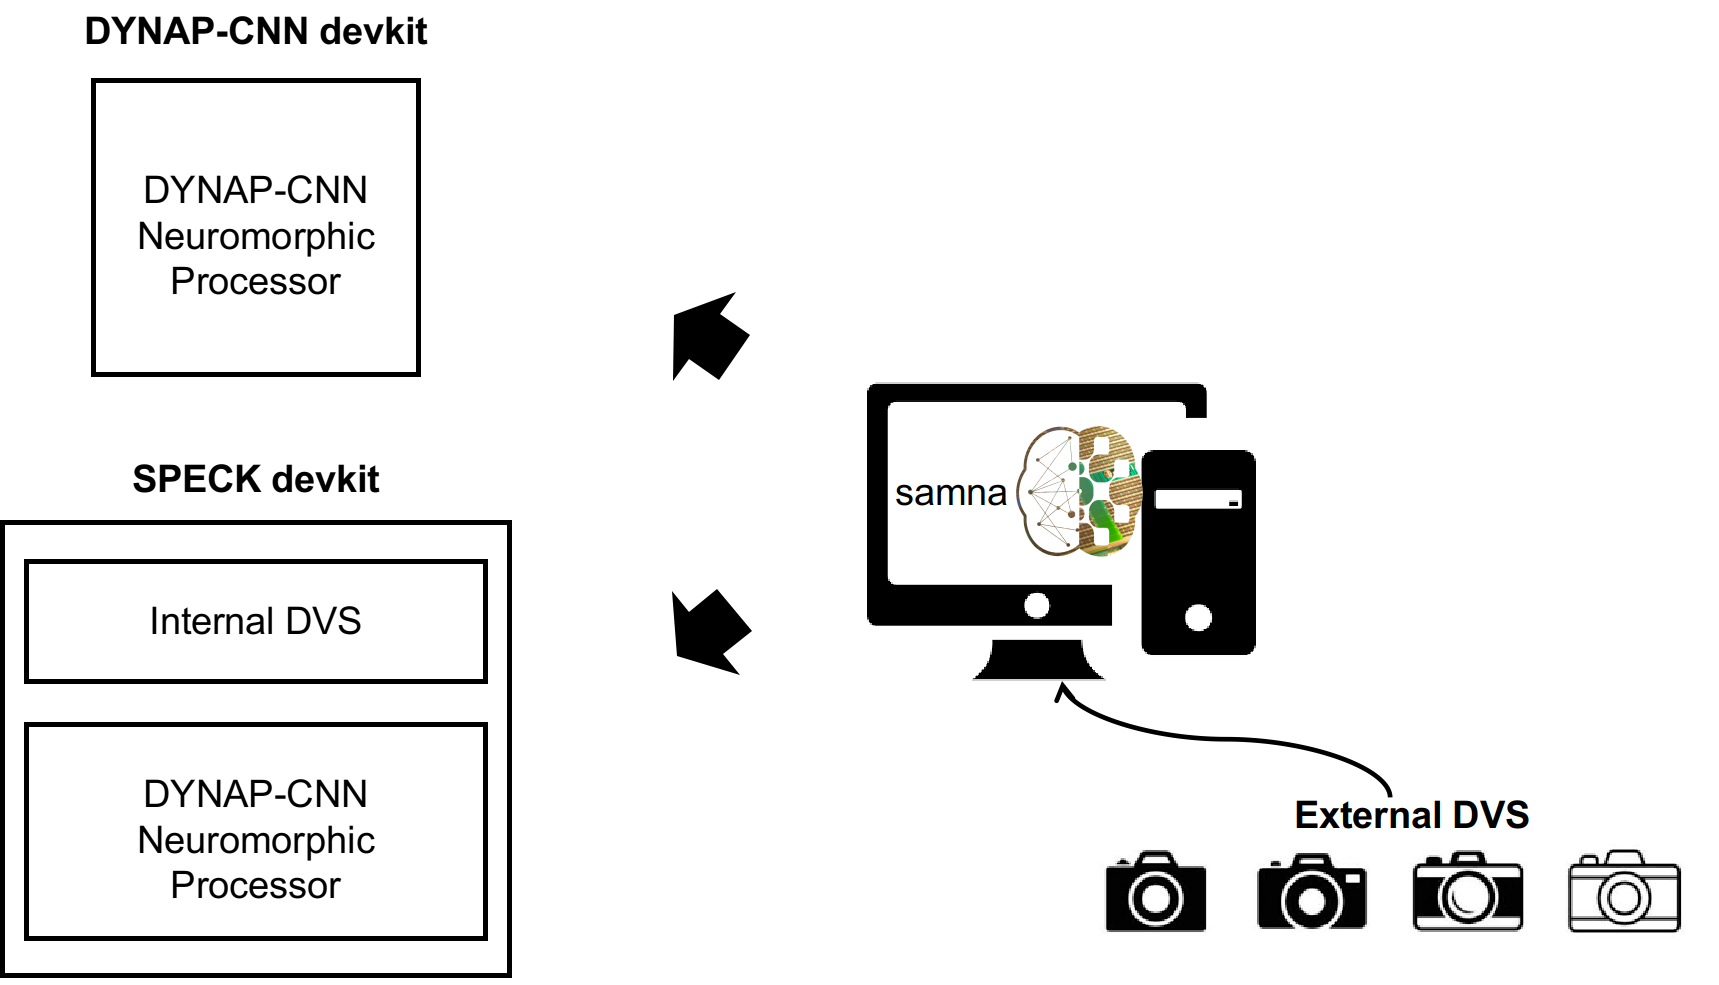 DYNAP-CNN devkit
DYNAP-CNN
Neuromorphic
Processor
SPECK devkit
Internal DVS
DYNAP-CNN
Neuromorphic
Processor
samna
External DVS